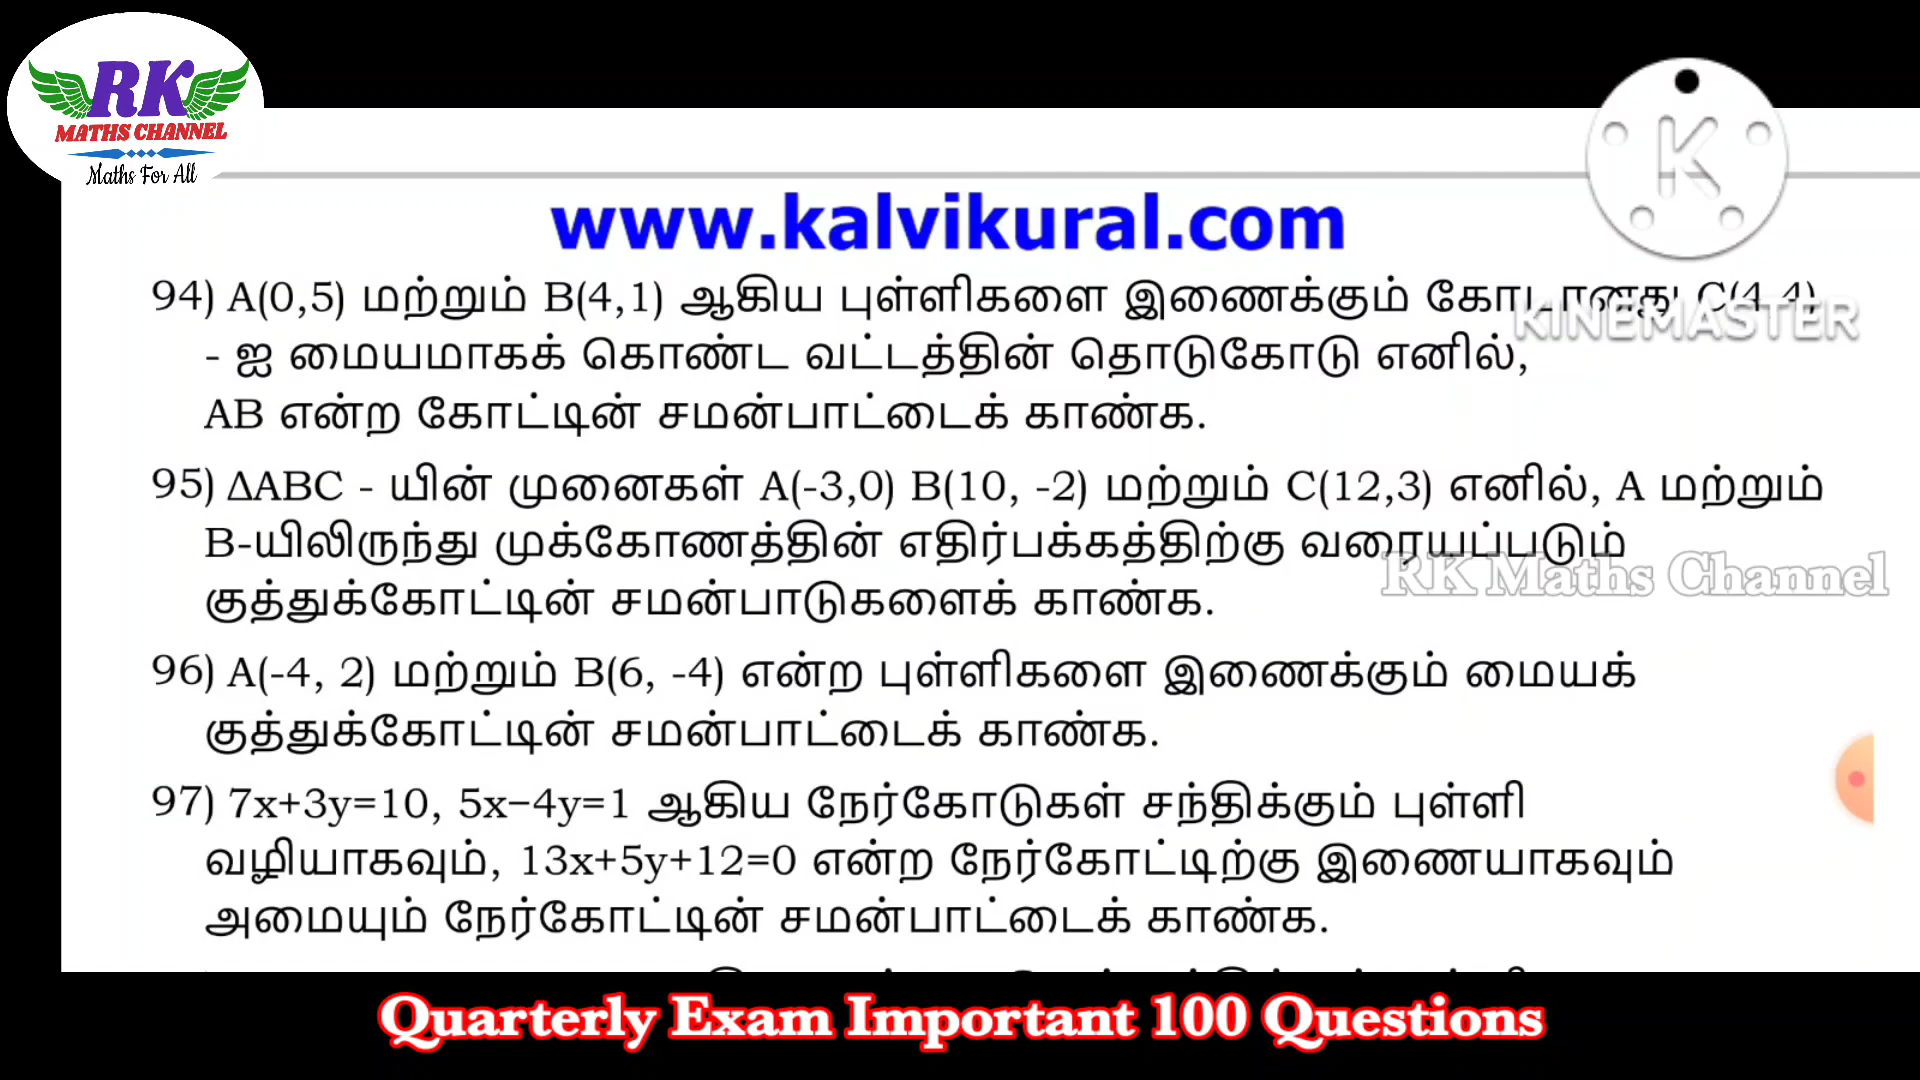 RK
MATHS CHANNEL
Maths For All
K
www.kalvikural.com
94) A(0,5) மற்றும் B(4,1) ஆகிய புள்ளிகளை இணைக்கும் கோடானது C(4,4)
KINEMASTER
- ஐ மையமாகக் கொண்ட வட்டத்தின் தொடுகோடு எனில்,
AB என்ற கோட்டின் சமன்பாட்டைக் காண்க.
95) ΔABC - யின் முனைகள் A(-3,0) B(10, -2) மற்றும் C(12,3) எனில், A மற்றும்
B-யிலிருந்து முக்கோணத்தின் எதிர்பக்கத்திற்கு வரையப்படும்
RK Maths Channel
குத்துக்கோட்டின் சமன்பாடுகளைக் காண்க.
96) A(-4, 2) மற்றும் B(6, -4) என்ற புள்ளிகளை இணைக்கும் மையக்
குத்துக்கோட்டின் சமன்பாட்டைக் காண்க.
97) 7x+3y=10, 5x−4y=1 ஆகிய நேர்கோடுகள் சந்திக்கும் புள்ளி
வழியாகவும், 13x+5y+12=0 என்ற நேர்கோட்டிற்கு இணையாகவும்
அமையும் நேர்கோட்டின் சமன்பாட்டைக் காண்க.
Quarterly Exam Important 100 Questions